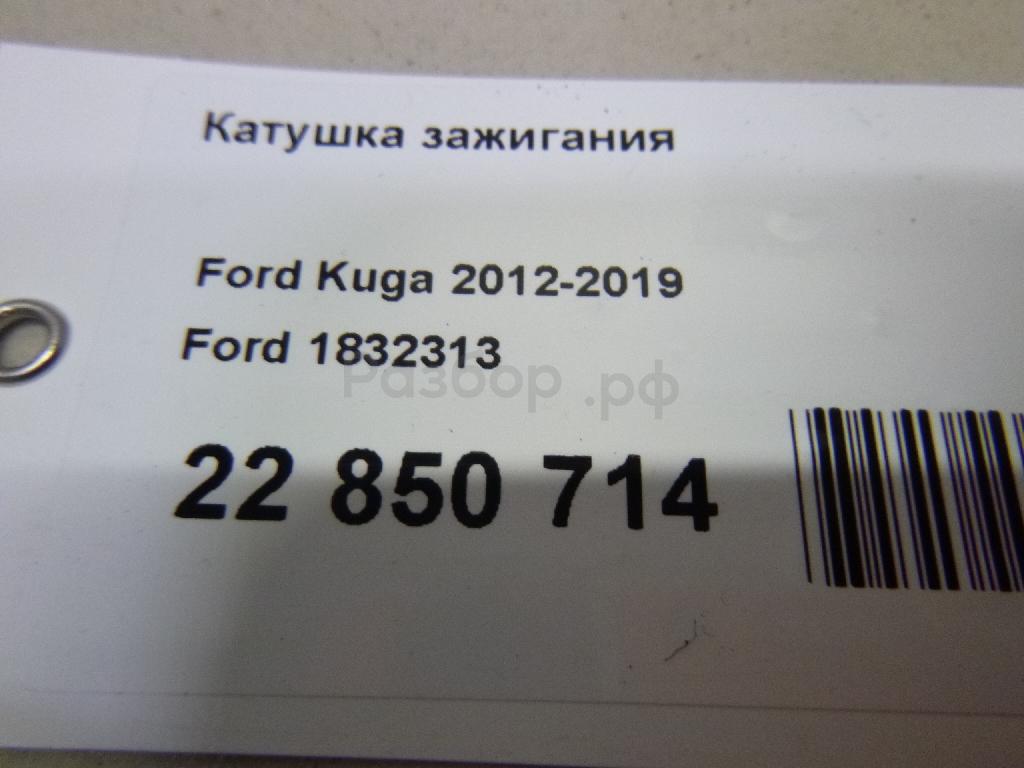 Катушка зажигания
Ford Kuga 2012-2019
Ford 1832313
Разбор.рф
22 850 714